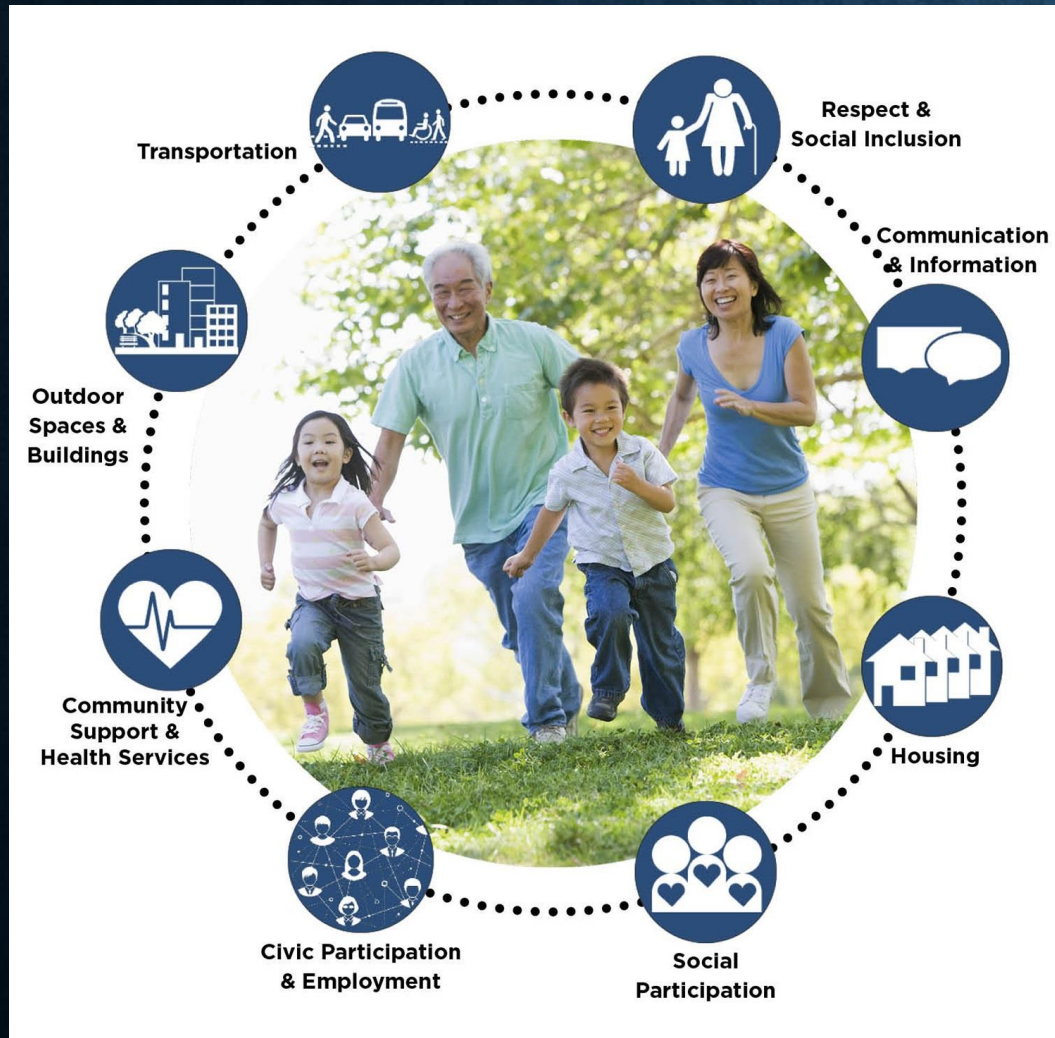 Transportation
Respect &
Social Inclusion
Communication
& Information
Housing
Social
Participation
Civic Participation
& Employment
Community
Support &
Health Services
Outdoor
Spaces &
Buildings